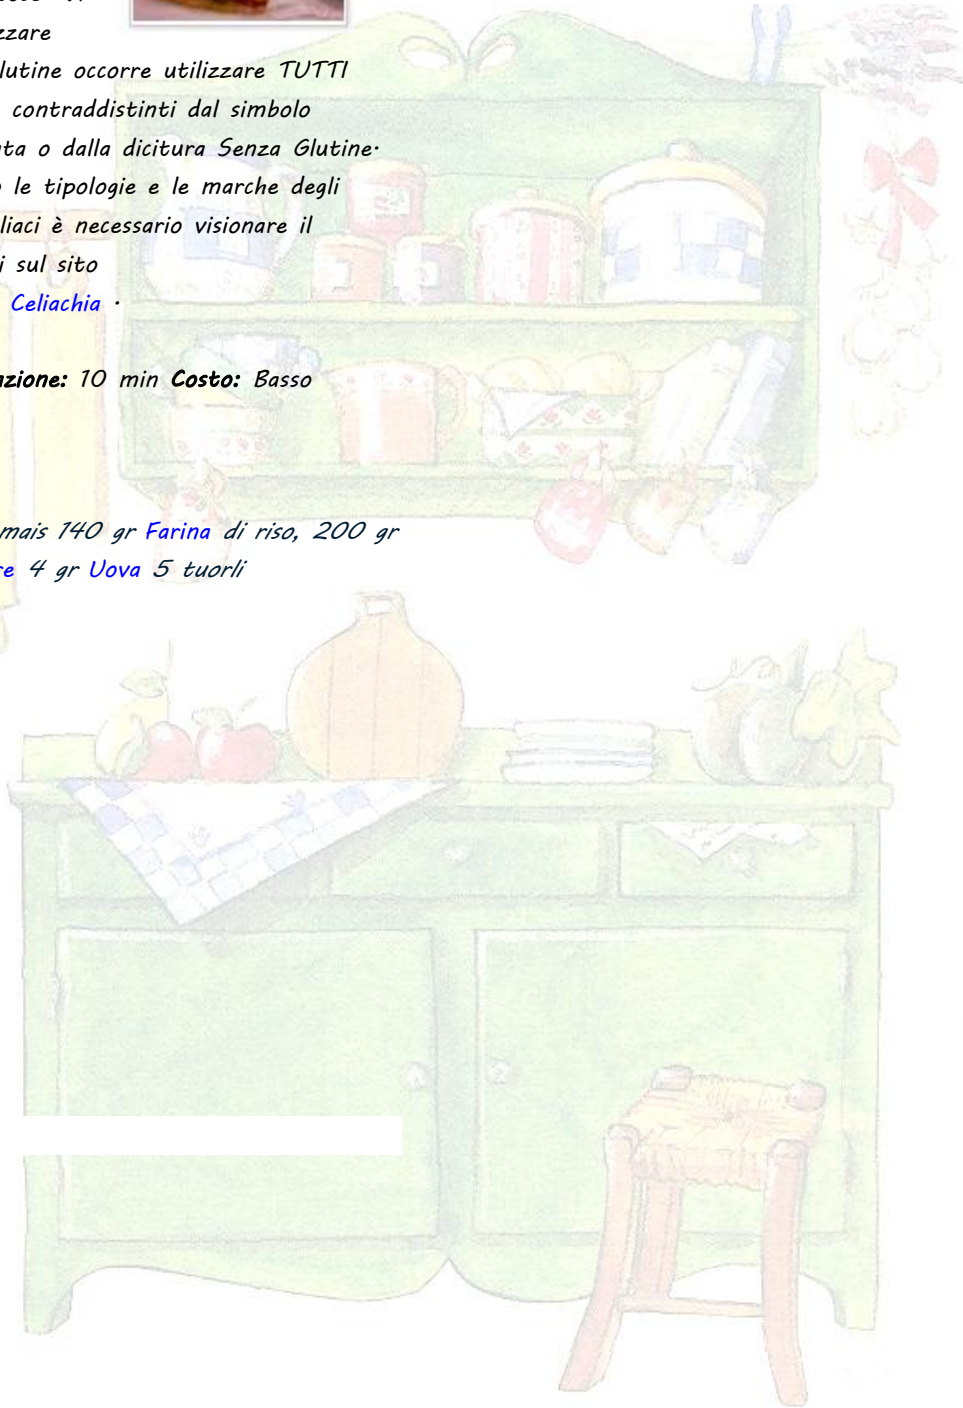 zzare
lutine occorre utilizzare TUTTI
contraddistinti dal simbolo
ta o dalla dicitura Senza Glutine·
le tipologie e le marche degli
liaci è necessario visionare il
i sul sito
Celiachia ·
azione: 10 min Costo: Basso
mais 140 gr Farina di riso, 200 gr
re 4 gr Uova 5 tuorli